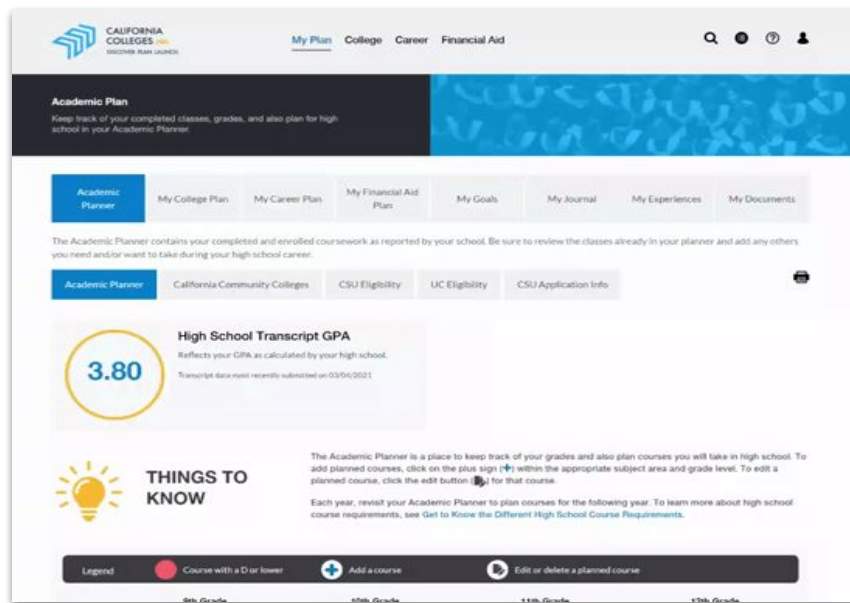 CALIFORNIA
COLLEGES
DISCOVER PLAN LAUNCH
My Plan College Career Financial Aid
Academic Plan
Keep track of your completed classes, grades, and also plan for high
school in your Academic Planner.
Academic
Planner
My College Plan
My Career Plan
My Financial Aid
Plan
My Goals
My Journal
My Experiences
My Documents
The Academic Planner contains your completed and enrolled coursework as reported by your school. Be sure to review the classes already in your planner and add any others
you need and/or want to take during your high school career.
Academic Planner
California Community Colleges
CSU Eligibility
UC Eligibility
CSU Application Info
High School Transcript GPA
3.80
Reflects your GPA as calculated by your high school.
Transcript data most recently submitted on 03/04/2021
THINGS TO
KNOW
The Academic Planner is a place to keep track of your grades and also plan courses you will take in high school. To
add planned courses, click on the plus sign (+) within the appropriate subject area and grade level. To edit a
planned course, click the edit button ( ) for that course.
Each year, revisit your Academic Planner to plan courses for the following year. To learn more about high school
course requirements, see Get to Know the Different High School Course Requirements.
Legend
Course with a D or lower
Add a course
Edit or delete a planned course
9th Grade
10th Grade
11th Grade
12th Grade